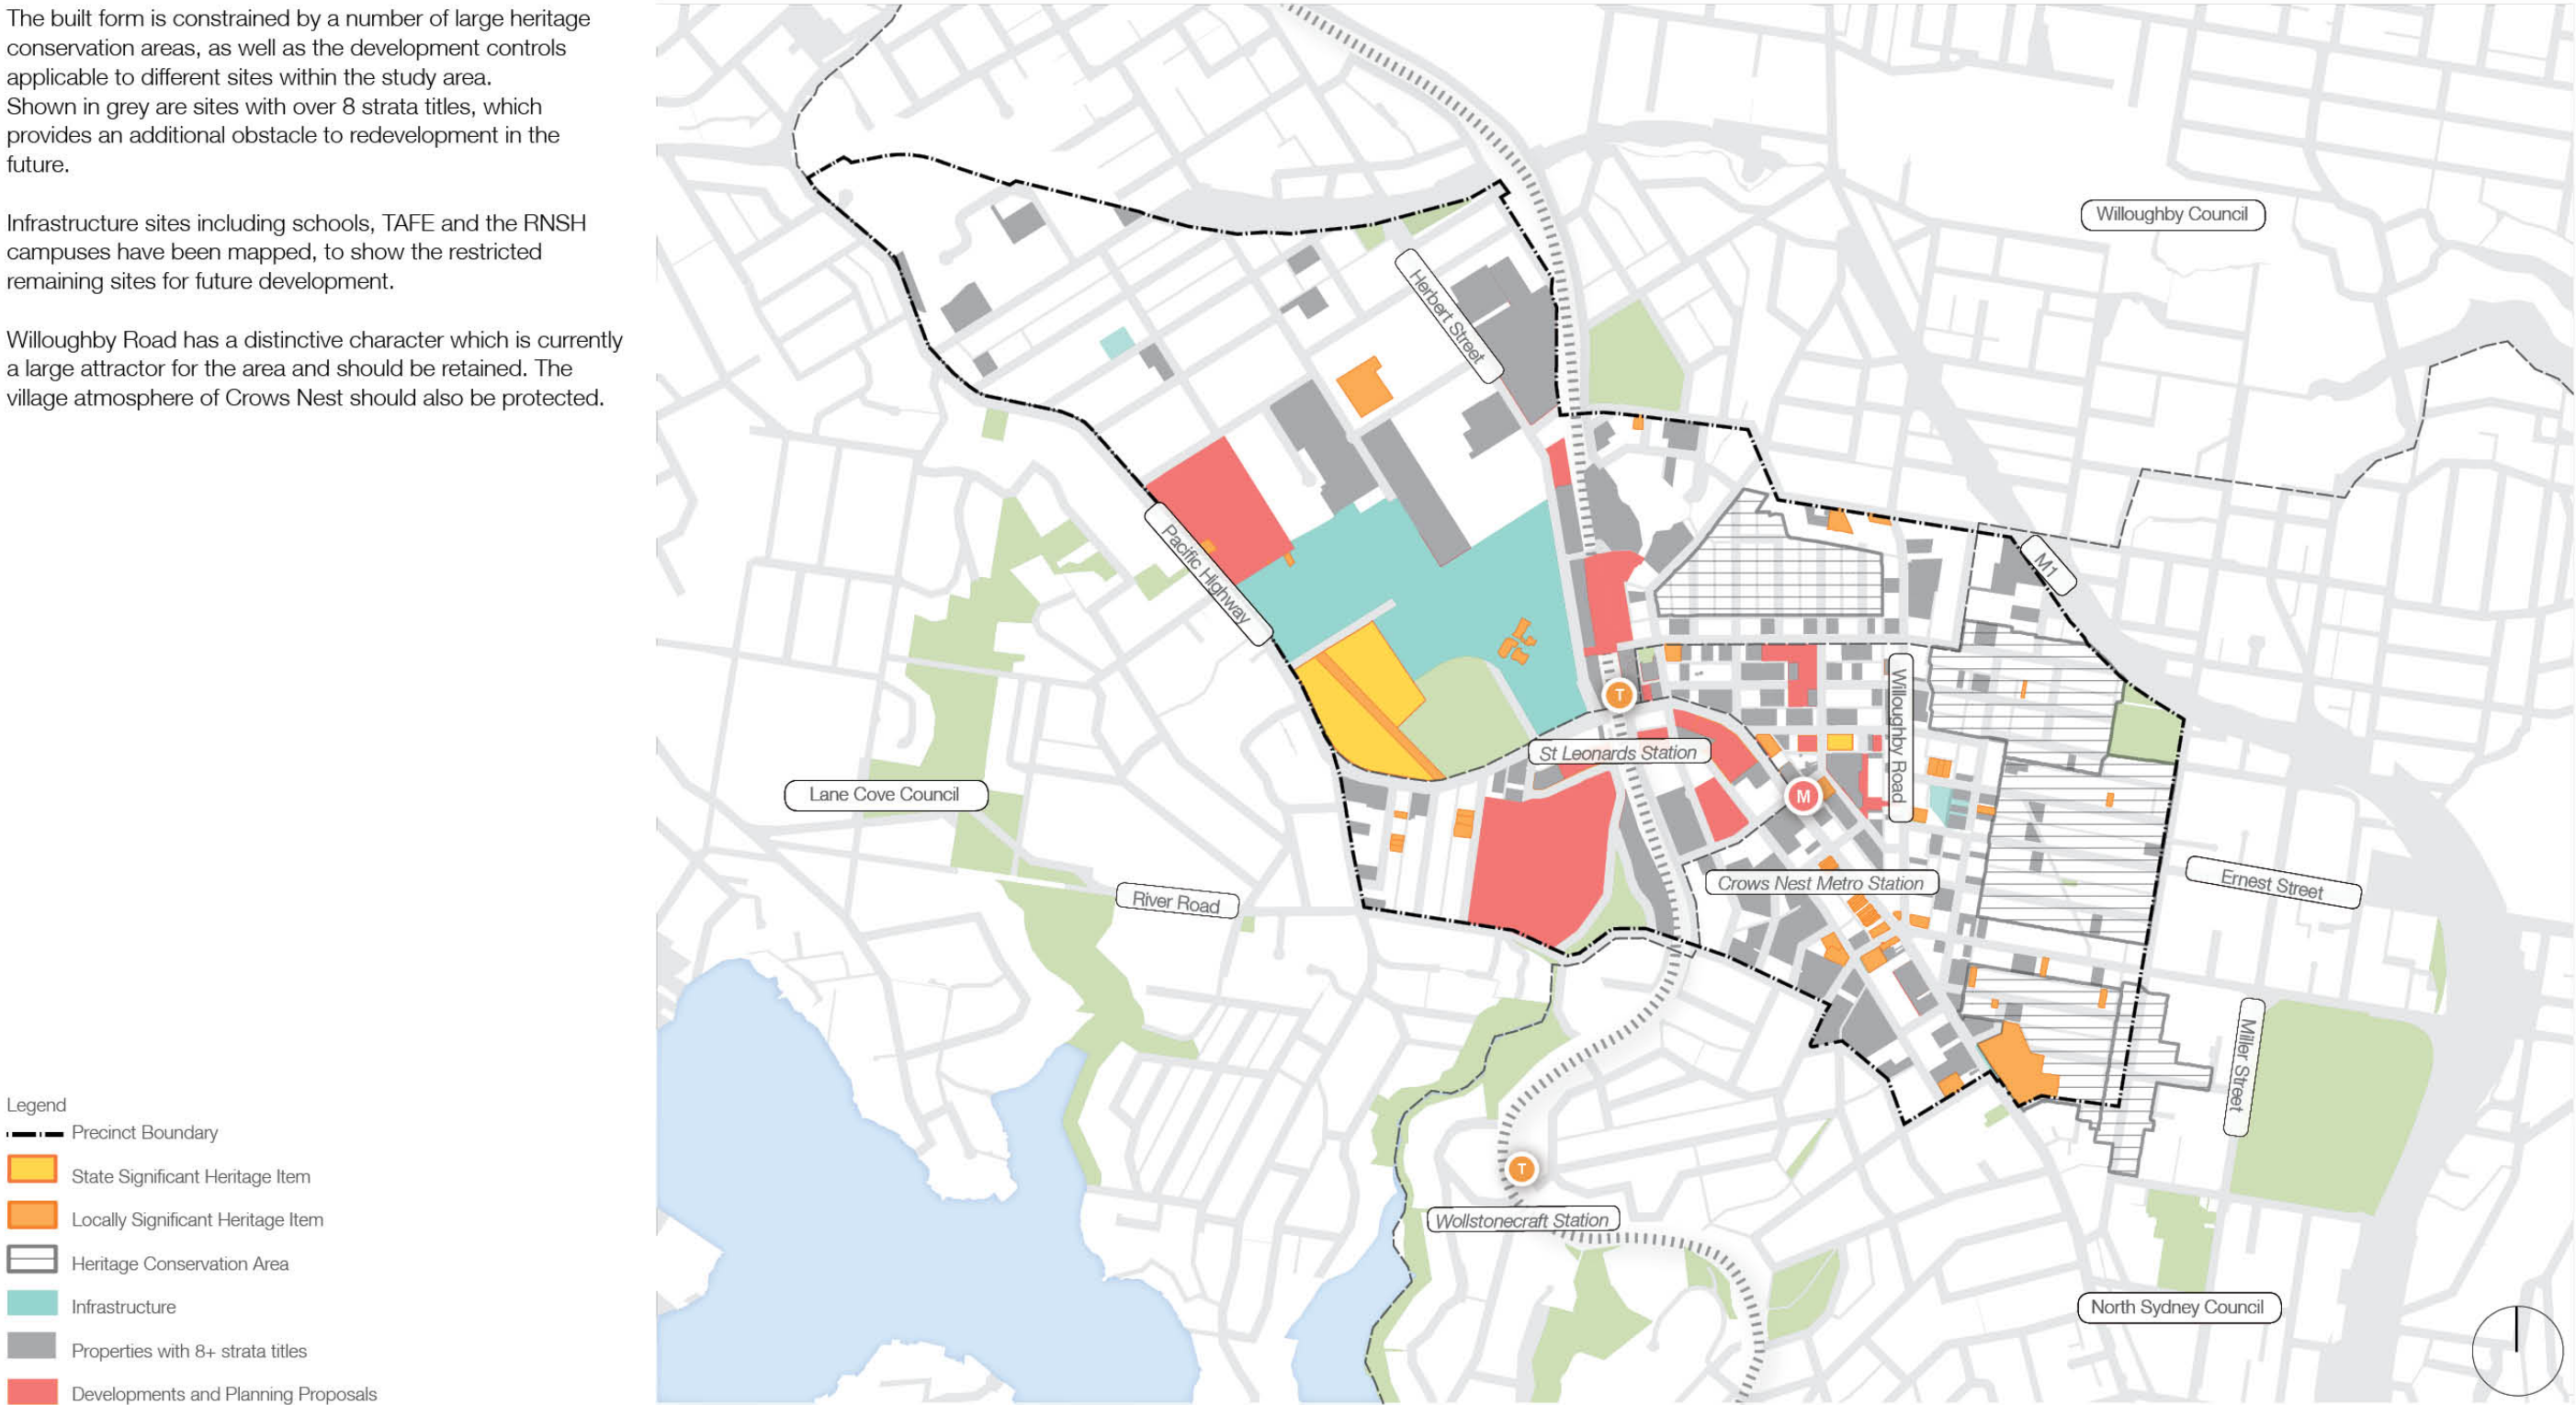 The built form is constrained by a number of large heritage
conservation areas, as well as the development controls
applicable to different sites within the study area.
Shown in grey are sites with over 8 strata titles, which
provides an additional obstacle to redevelopment in the
future.
Infrastructure sites including schools, TAFE and the RNSH
campuses have been mapped, to show the restricted
remaining sites for future development.
Willoughby Road has a distinctive character which is currently
a large attractor for the area and should be retained. The
village atmosphere of Crows Nest should also be protected.
Legend
Precinct Boundary
State Significant Heritage Item
Locally Significant Heritage Item
Heritage Conservation Area
Infrastructure
Properties with 8+ strata titles
Developments and Planning Proposals
Willoughby Council
Herbert Street
Pacific Highway
M1
Willoughby Road
T
St Leonards Station
M
Lane Cove Council
River Road
Crows Nest Metro Station
Ernest Street
Miller Street
T
Wollstonecraft Station
North Sydney Council